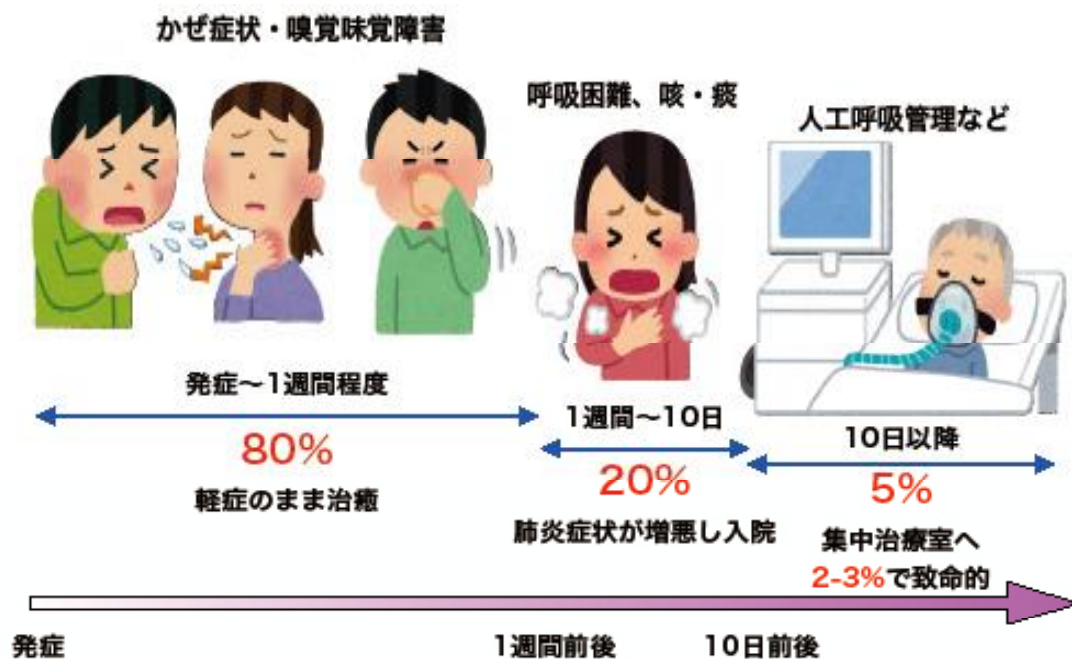 かぜ症状・嗅覚味覚障害
呼吸困難、咳・痰
人工呼吸管理など
発症〜1週間程度
80%
軽症のまま治癒
1週間〜10日
20%
肺炎症状が増悪し入院
10日以降
5%
集中治療室へ
2-3%で致命的
発症
1週間前後
10日前後